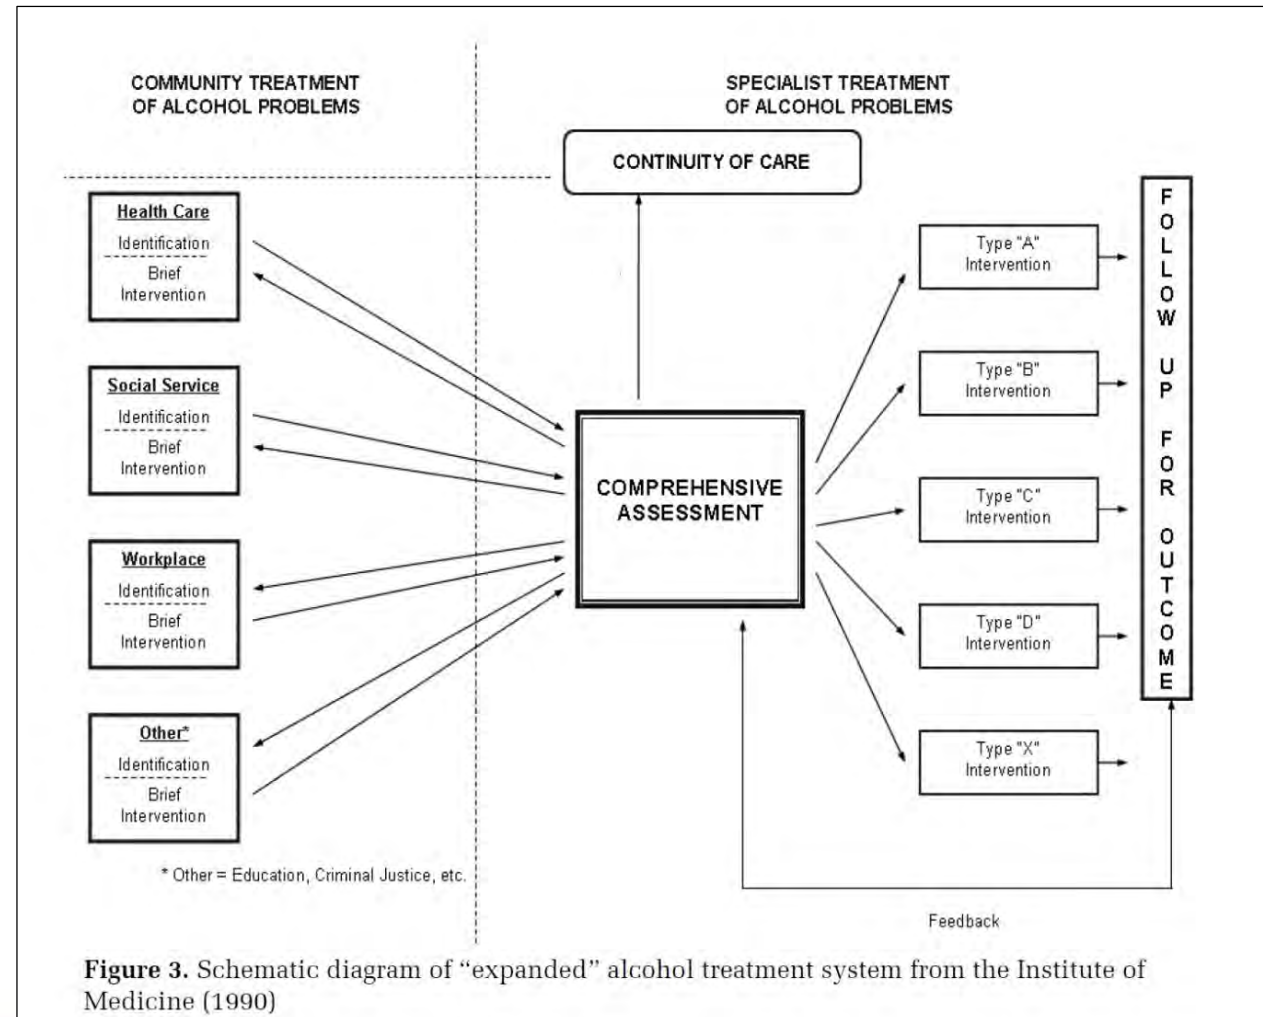 COMMUNITY TREATMENT
OF ALCOHOL PROBLEMS
SPECIALIST TREATMENT
OF ALCOHOL PROBLEMS
CONTINUITY OF CARE
Health Care
Identification
Brief
Intervention
Social Service
Identification
Brief
Intervention
Workplace
Identification
Brief
Intervention
Other*
Identification
Brief
Intervention
* Other = Education, Criminal Justice, etc.
COMPREHENSIVE
ASSESSMENT
Type "A"
Intervention
Type "B"
Intervention
Type "C"
Intervention
Type "D"
Intervention
Type "X"
Intervention
FOLLOW UP FOR OUTCOME
Feedback
Figure 3. Schematic diagram of “expanded” alcohol treatment system from the Institute of
Medicine (1990)